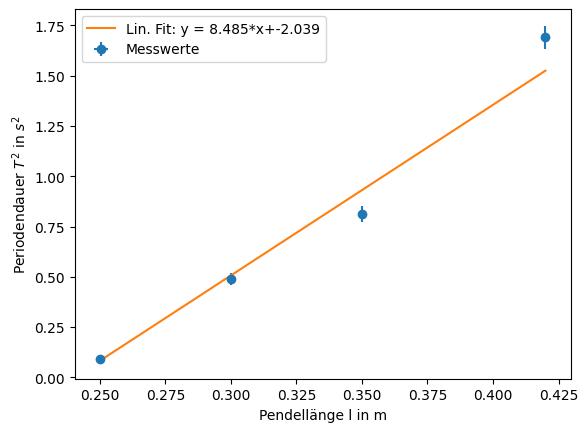 Lin. Fit: y = 8.485*x+-2.039
Messwerte
Periodendauer T² in s²
1.75
1.50
1.25
1.00
0.75
0.50
0.25
0.00
0.250 0.275 0.300 0.325 0.350 0.375 0.400 0.425
Pendellänge l in m